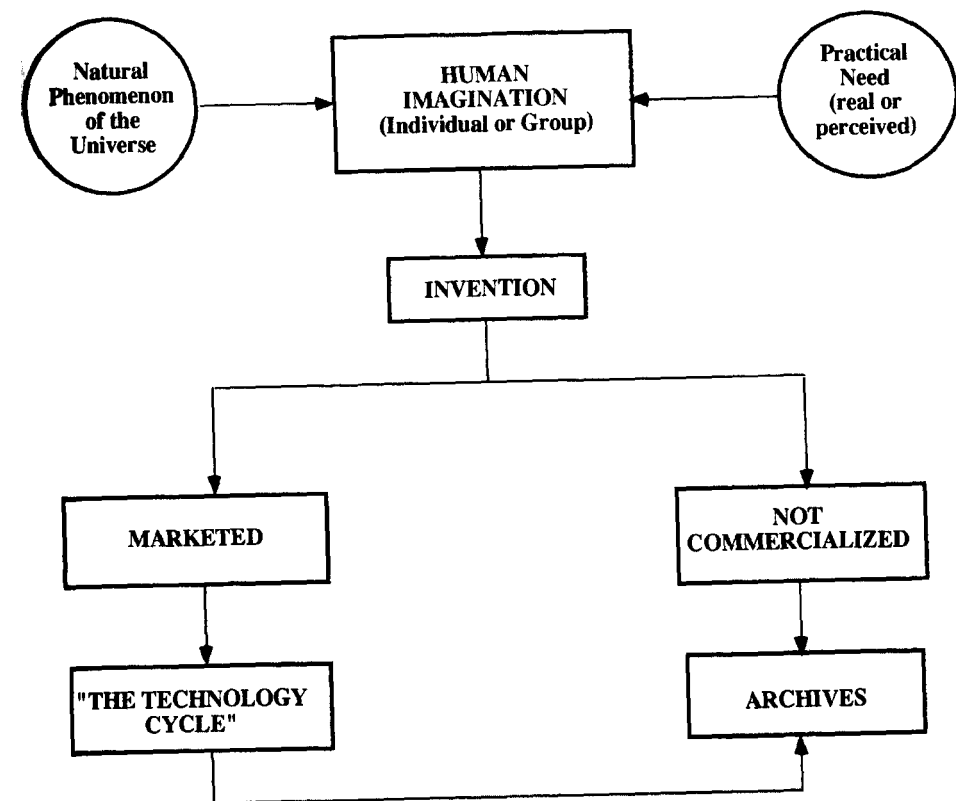 Natural
Phenomenon
of the
Universe
HUMAN
IMAGINATION
(Individual or Group)
Practical
Need
(real or
perceived)
INVENTION
MARKETED
NOT
COMMERCIALIZED
"THE TECHNOLOGY
CYCLE"
ARCHIVES